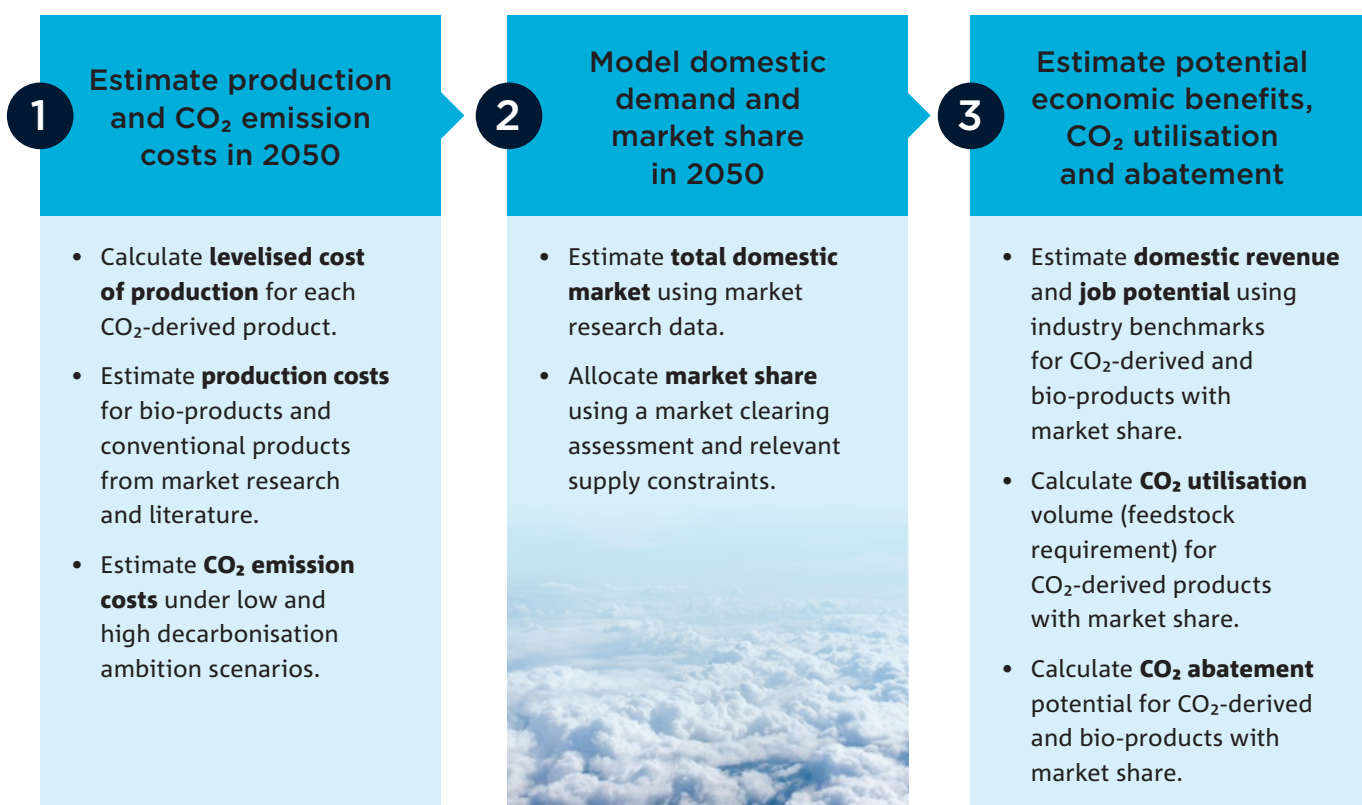 1
Estimate production
and CO₂ emission
costs in 2050
• Calculate levelised cost
of production for each
CO₂-derived product.
• Estimate production costs
for bio-products and
conventional products
from market research
and literature.
• Estimate CO₂ emission
costs under low and
high decarbonisation
ambition scenarios.
2
Model domestic
demand and
market share
in 2050
• Estimate total domestic
market using market
research data.
• Allocate market share
using a market clearing
assessment and relevant
supply constraints.
3
Estimate potential
economic benefits,
CO₂ utilisation
and abatement
• Estimate domestic revenue
and job potential using
industry benchmarks
for CO₂-derived and
bio-products with
market share.
• Calculate CO₂ utilisation
volume (feedstock
requirement) for
CO₂-derived products
with market share.
• Calculate CO₂ abatement
potential for CO₂-derived
and bio-products with
market share.